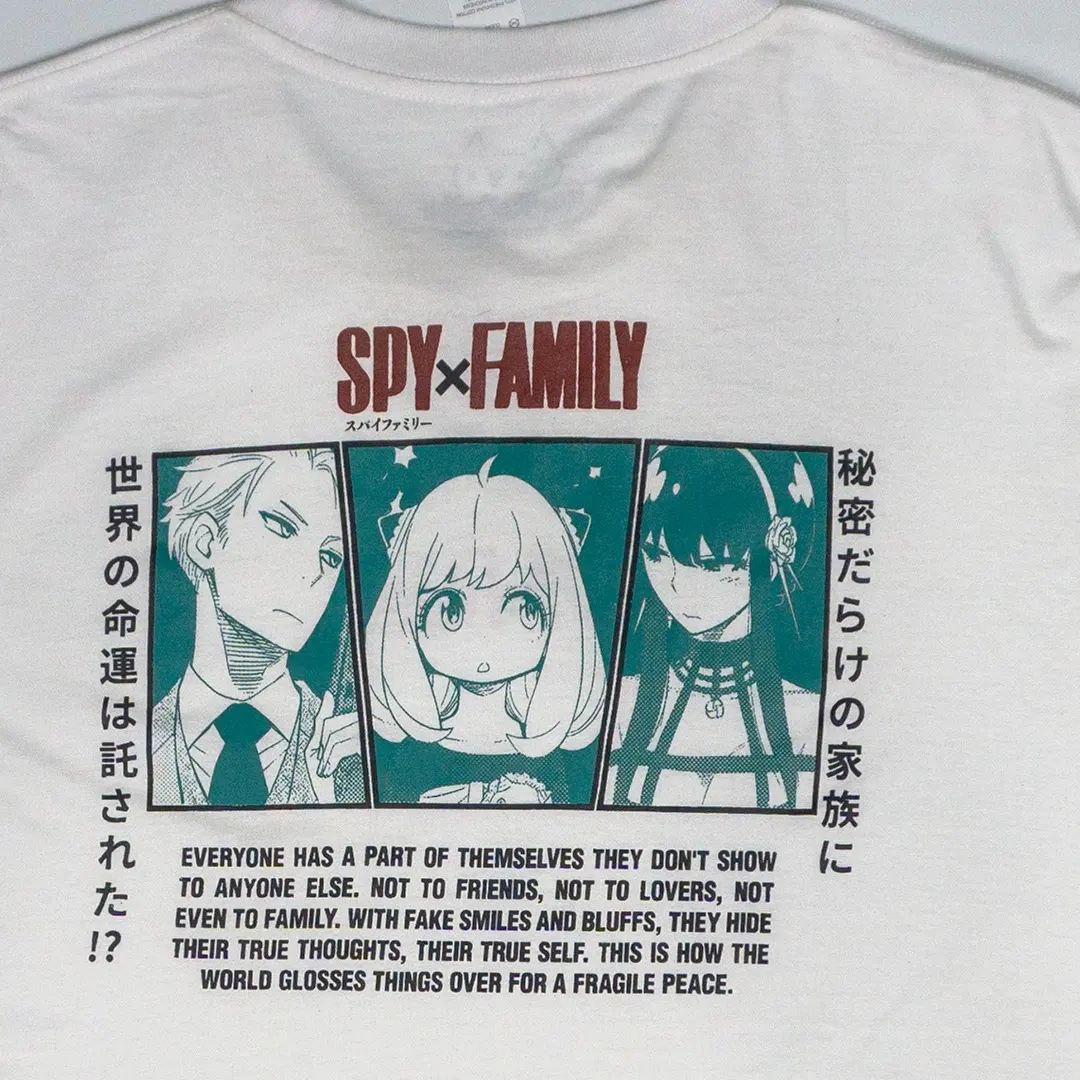 SPY×FAMILY
スパイファミリー
秘密だらけの家族に
世界の命運は託された!?
EVERYONE HAS A PART OF THEMSELVES THEY DON'T SHOW
TO ANYONE ELSE. NOT TO FRIENDS, NOT TO LOVERS, NOT
EVEN TO FAMILY. WITH FAKE SMILES AND BLUFFS, THEY HIDE
THEIR TRUE THOUGHTS, THEIR TRUE SELF. THIS IS HOW THE
WORLD GLOSSES THINGS OVER FOR A FRAGILE PEACE.